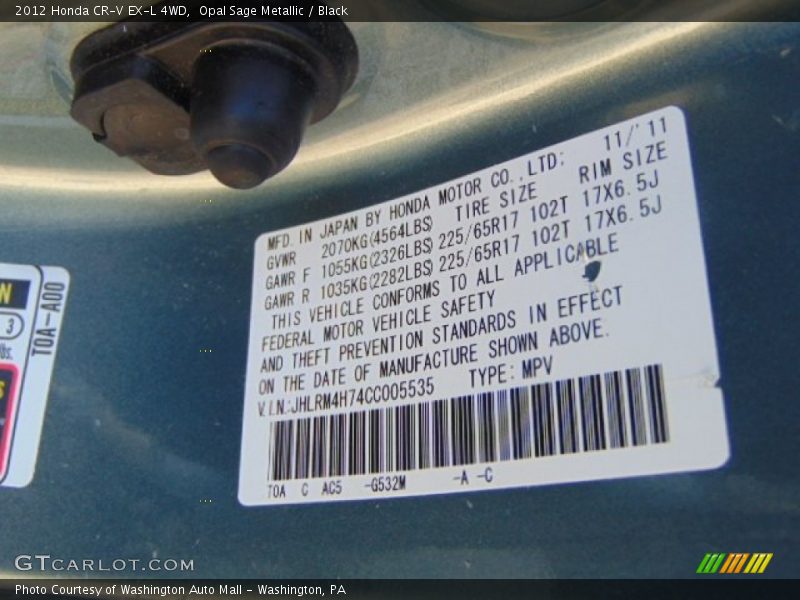 2012 Honda CR-V EX-L 4WD, Opal Sage Metallic / Black
MFD. IN JAPAN BY HONDA MOTOR CO.,LTD: 11/'11
GVWR 2070KG(4564LBS) TIRE SIZE RIM SIZE
GAWR F 1055KG(2326LBS) 225/65R17 102T 17X6.5J
GAWR R 1035KG(2282LBS) 225/65R17 102T 17X6.5J
THIS VEHICLE CONFORMS TO ALL APPLICABLE
FEDERAL MOTOR VEHICLE SAFETY
AND THEFT PREVENTION STANDARDS IN EFFECT
ON THE DATE OF MANUFACTURE SHOWN ABOVE.
V.I.N.:JHLRM4H74CC005535 TYPE: MPV
T0A C AC5 -G532M -A -C
N
3
lbs.
S
T0A-A00
GTCARLOT.COM
Photo Courtesy of Washington Auto Mall - Washington, PA